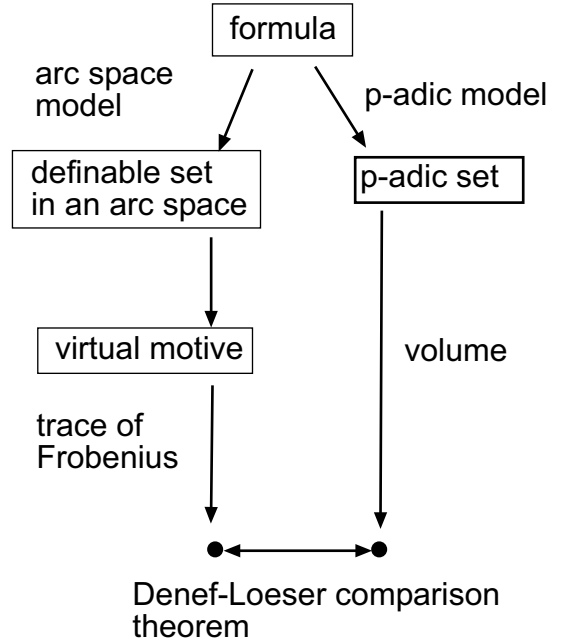 formula
arc space
model
p-adic model
definable set
in an arc space
p-adic set
virtual motive
volume
trace of
Frobenius
Denef-Loeser comparison
theorem